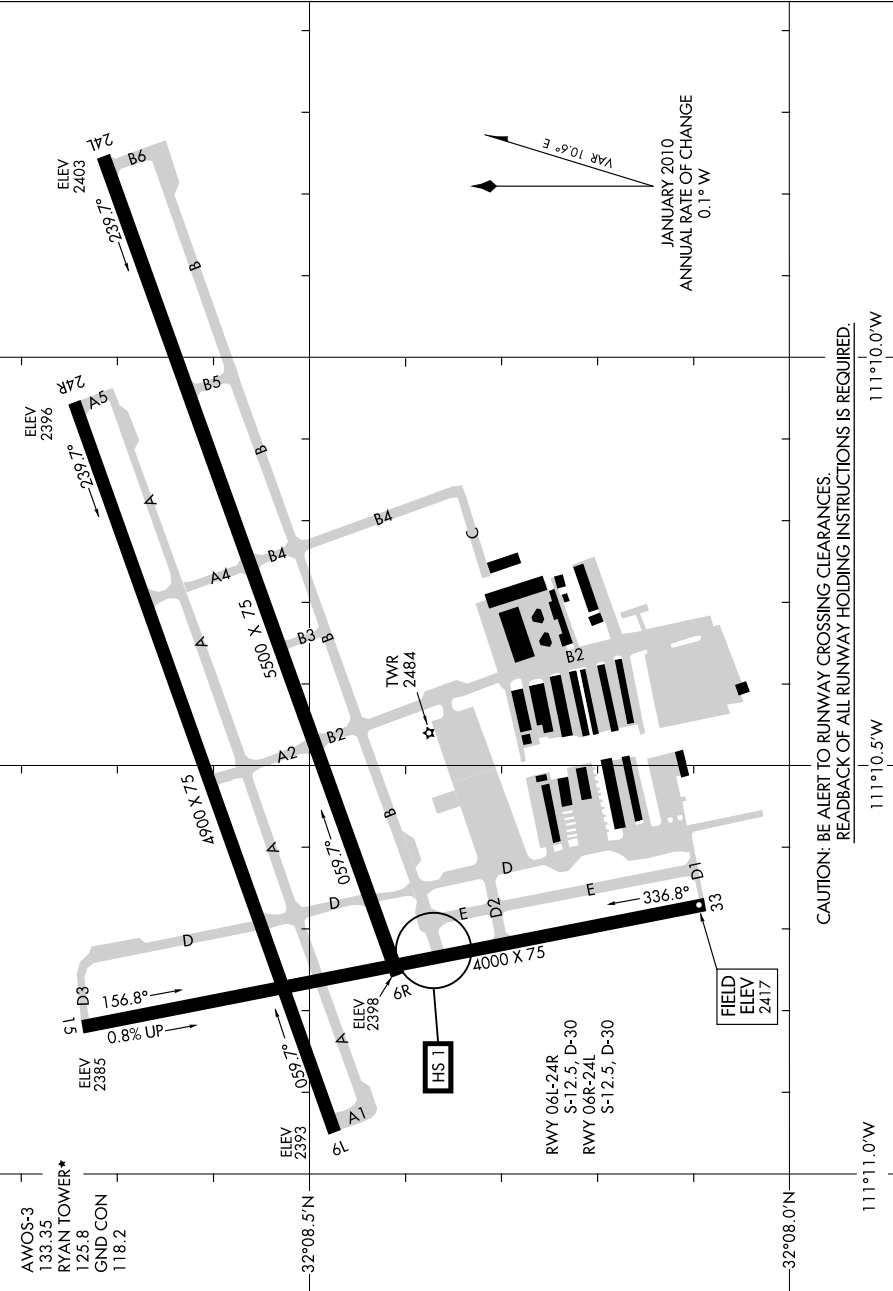 AWOS-3
133.35
RYAN TOWER★
125.8
GND CON
118.2
ELEV
2385
15
D3
156.8°
0.8% UP
D
ELEV
2396
24R
A5
239.7°
A
ELEV
2403
24L
B6
239.7°
B
B5
B
4900 X 75
A
A4
B4
B4
C
5500 X 75
B3
B
A2
B2
A
D
B
059.7°
TWR
2484
B2
ELEV
2393
6L
A1
059.7°
A
ELEV
2398
6R
HS 1
E
D2
D
E
4000 X 75
336.8°
D1
33
FIELD
ELEV
2417
RWY 06L-24R
S-12.5, D-30
RWY 06R-24L
S-12.5, D-30
VAR 10.6° E
JANUARY 2010
ANNUAL RATE OF CHANGE
0.1° W
CAUTION: BE ALERT TO RUNWAY CROSSING CLEARANCES.
READBACK OF ALL RUNWAY HOLDING INSTRUCTIONS IS REQUIRED.
32°08.5'N
32°08.0'N
111°11.0'W
111°10.5'W
111°10.0'W